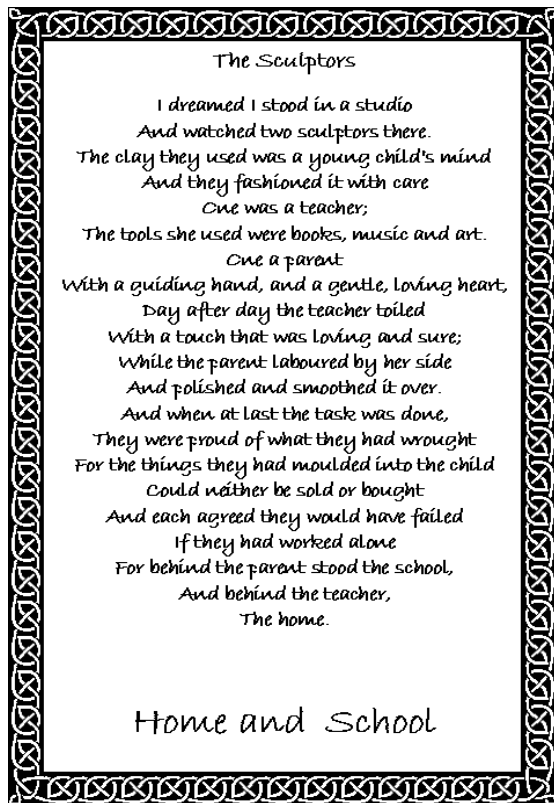 The Sculptors
I dreamed I stood in a studio
And watched two sculptors there.
The clay they used was a young child's mind
And they fashioned it with care
One was a teacher;
The tools she used were books, music and art.
One a parent
With a guiding hand, and a gentle, loving heart,
Day after day the teacher toiled
With a touch that was loving and sure;
While the parent laboured by her side
And polished and smoothed it over.
And when at last the task was done,
They were proud of what they had wrought
For the things they had moulded into the child
Could neither be sold or bought
And each agreed they would have failed
If they had worked alone
For behind the parent stood the school,
And behind the teacher,
The home.
Home and School